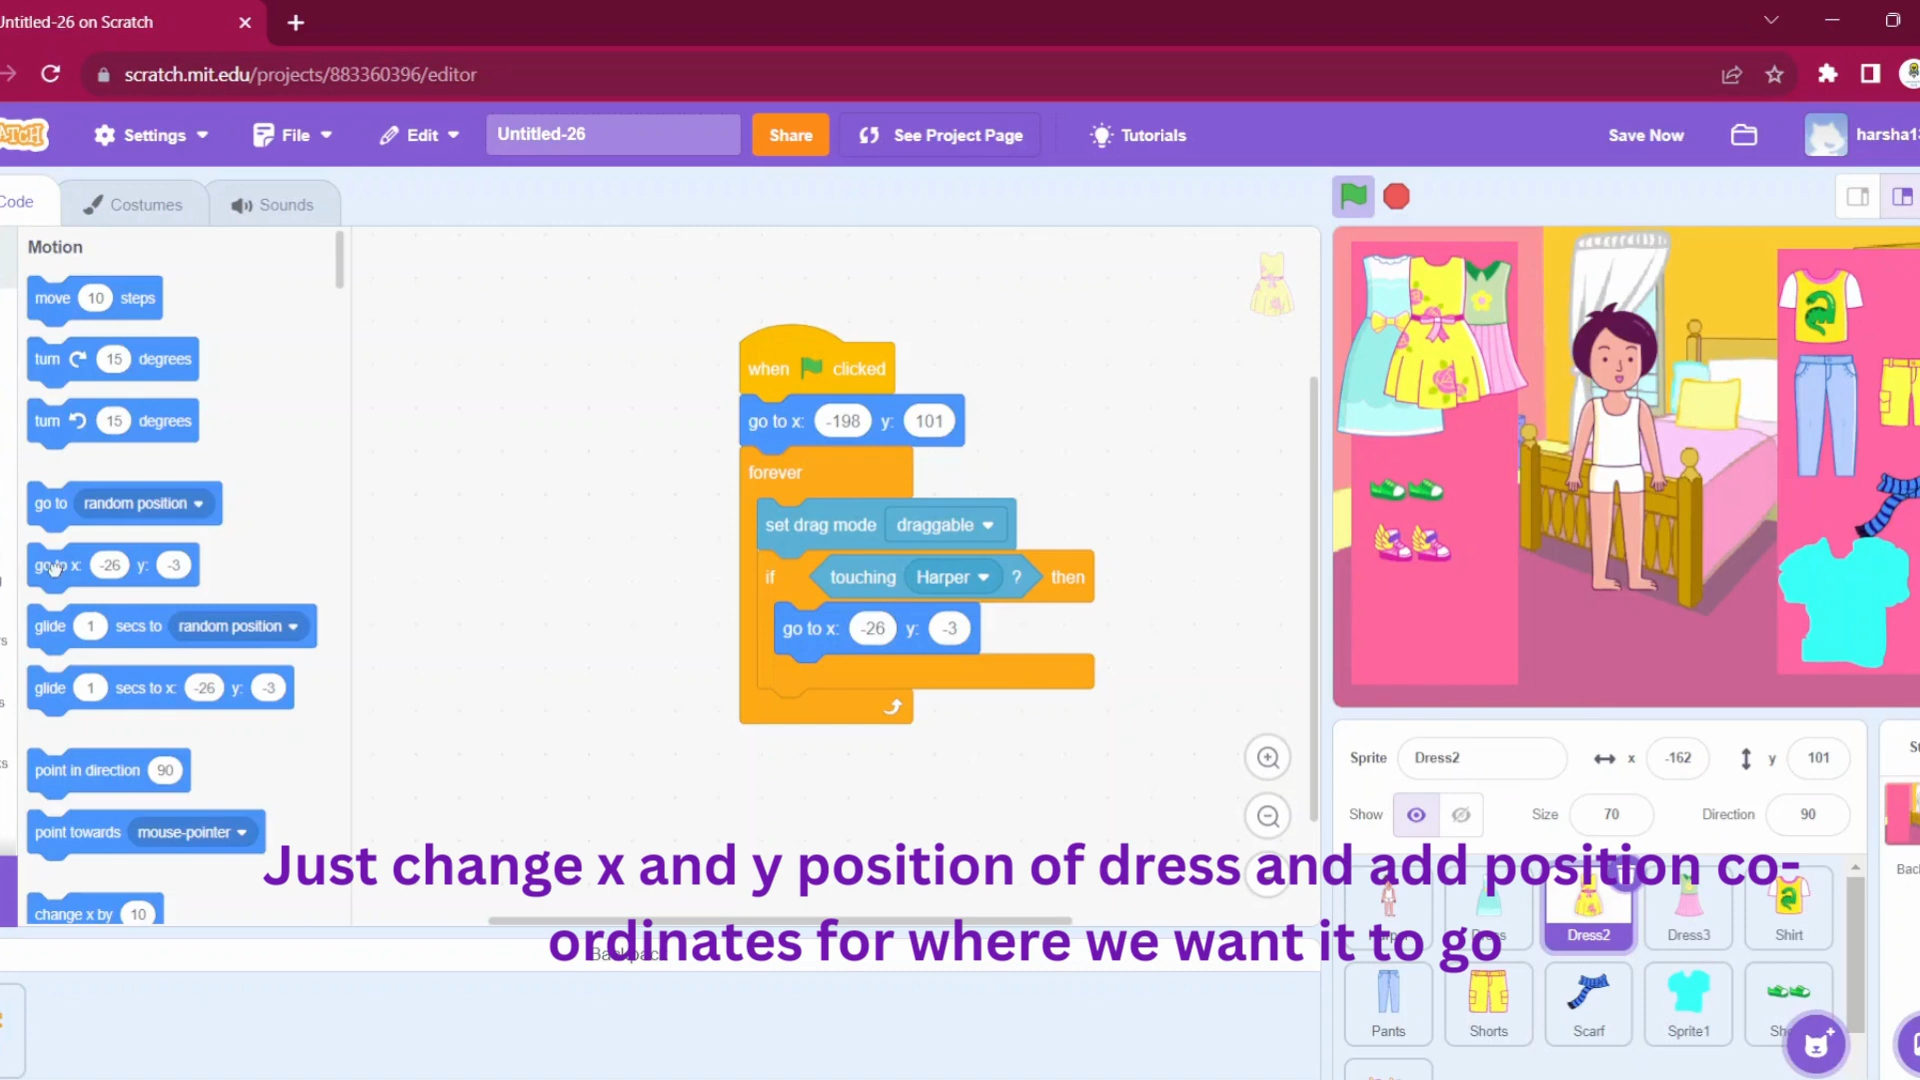 Untitled-26 on Scratch
scratch.mit.edu/projects/883360396/editor
Settings File Edit Untitled-26 Share See Project Page Tutorials Save Now
Code Costumes Sounds
Motion
move 10 steps
turn 15 degrees
turn 15 degrees
go to random position
go to x: -26 y: -3
glide 1 secs to random position
glide 1 secs to x: -26 y: -3
point in direction 90
point towards mouse-pointer
change x by 10
when clicked
go to x: -198 y: 101
forever
set drag mode draggable
if touching Harper ? then
go to x: -26 y: -3
Sprite Dress2 x -162 y 101
Show Size 70 Direction 90
Just change x and y position of dress and add position co-
ordinates for where we want it to go
Harper Dress Dress2 Dress3 Shirt
Backpack
Pants Shorts Scarf Sprite1